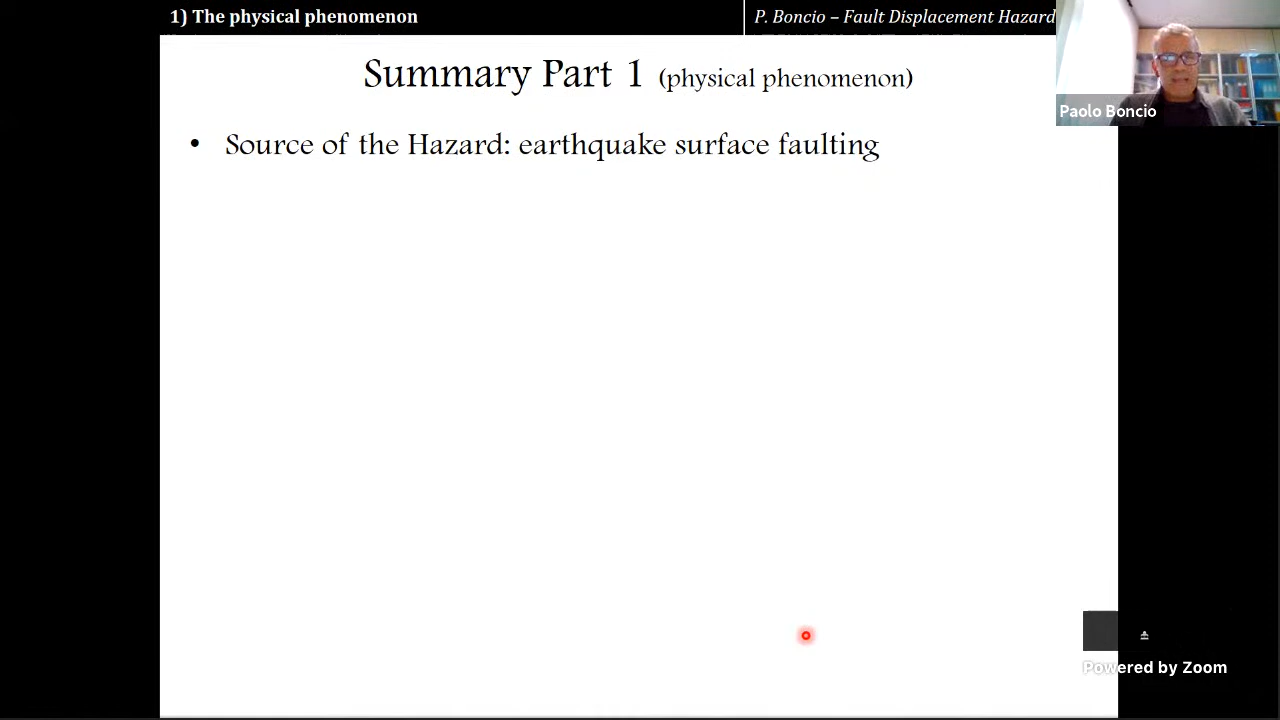 1) The physical phenomenon
P. Boncio – Fault Displacement Hazard
Paolo Boncio
Summary Part 1 (physical phenomenon)
• Source of the Hazard: earthquake surface faulting
Powered by Zoom